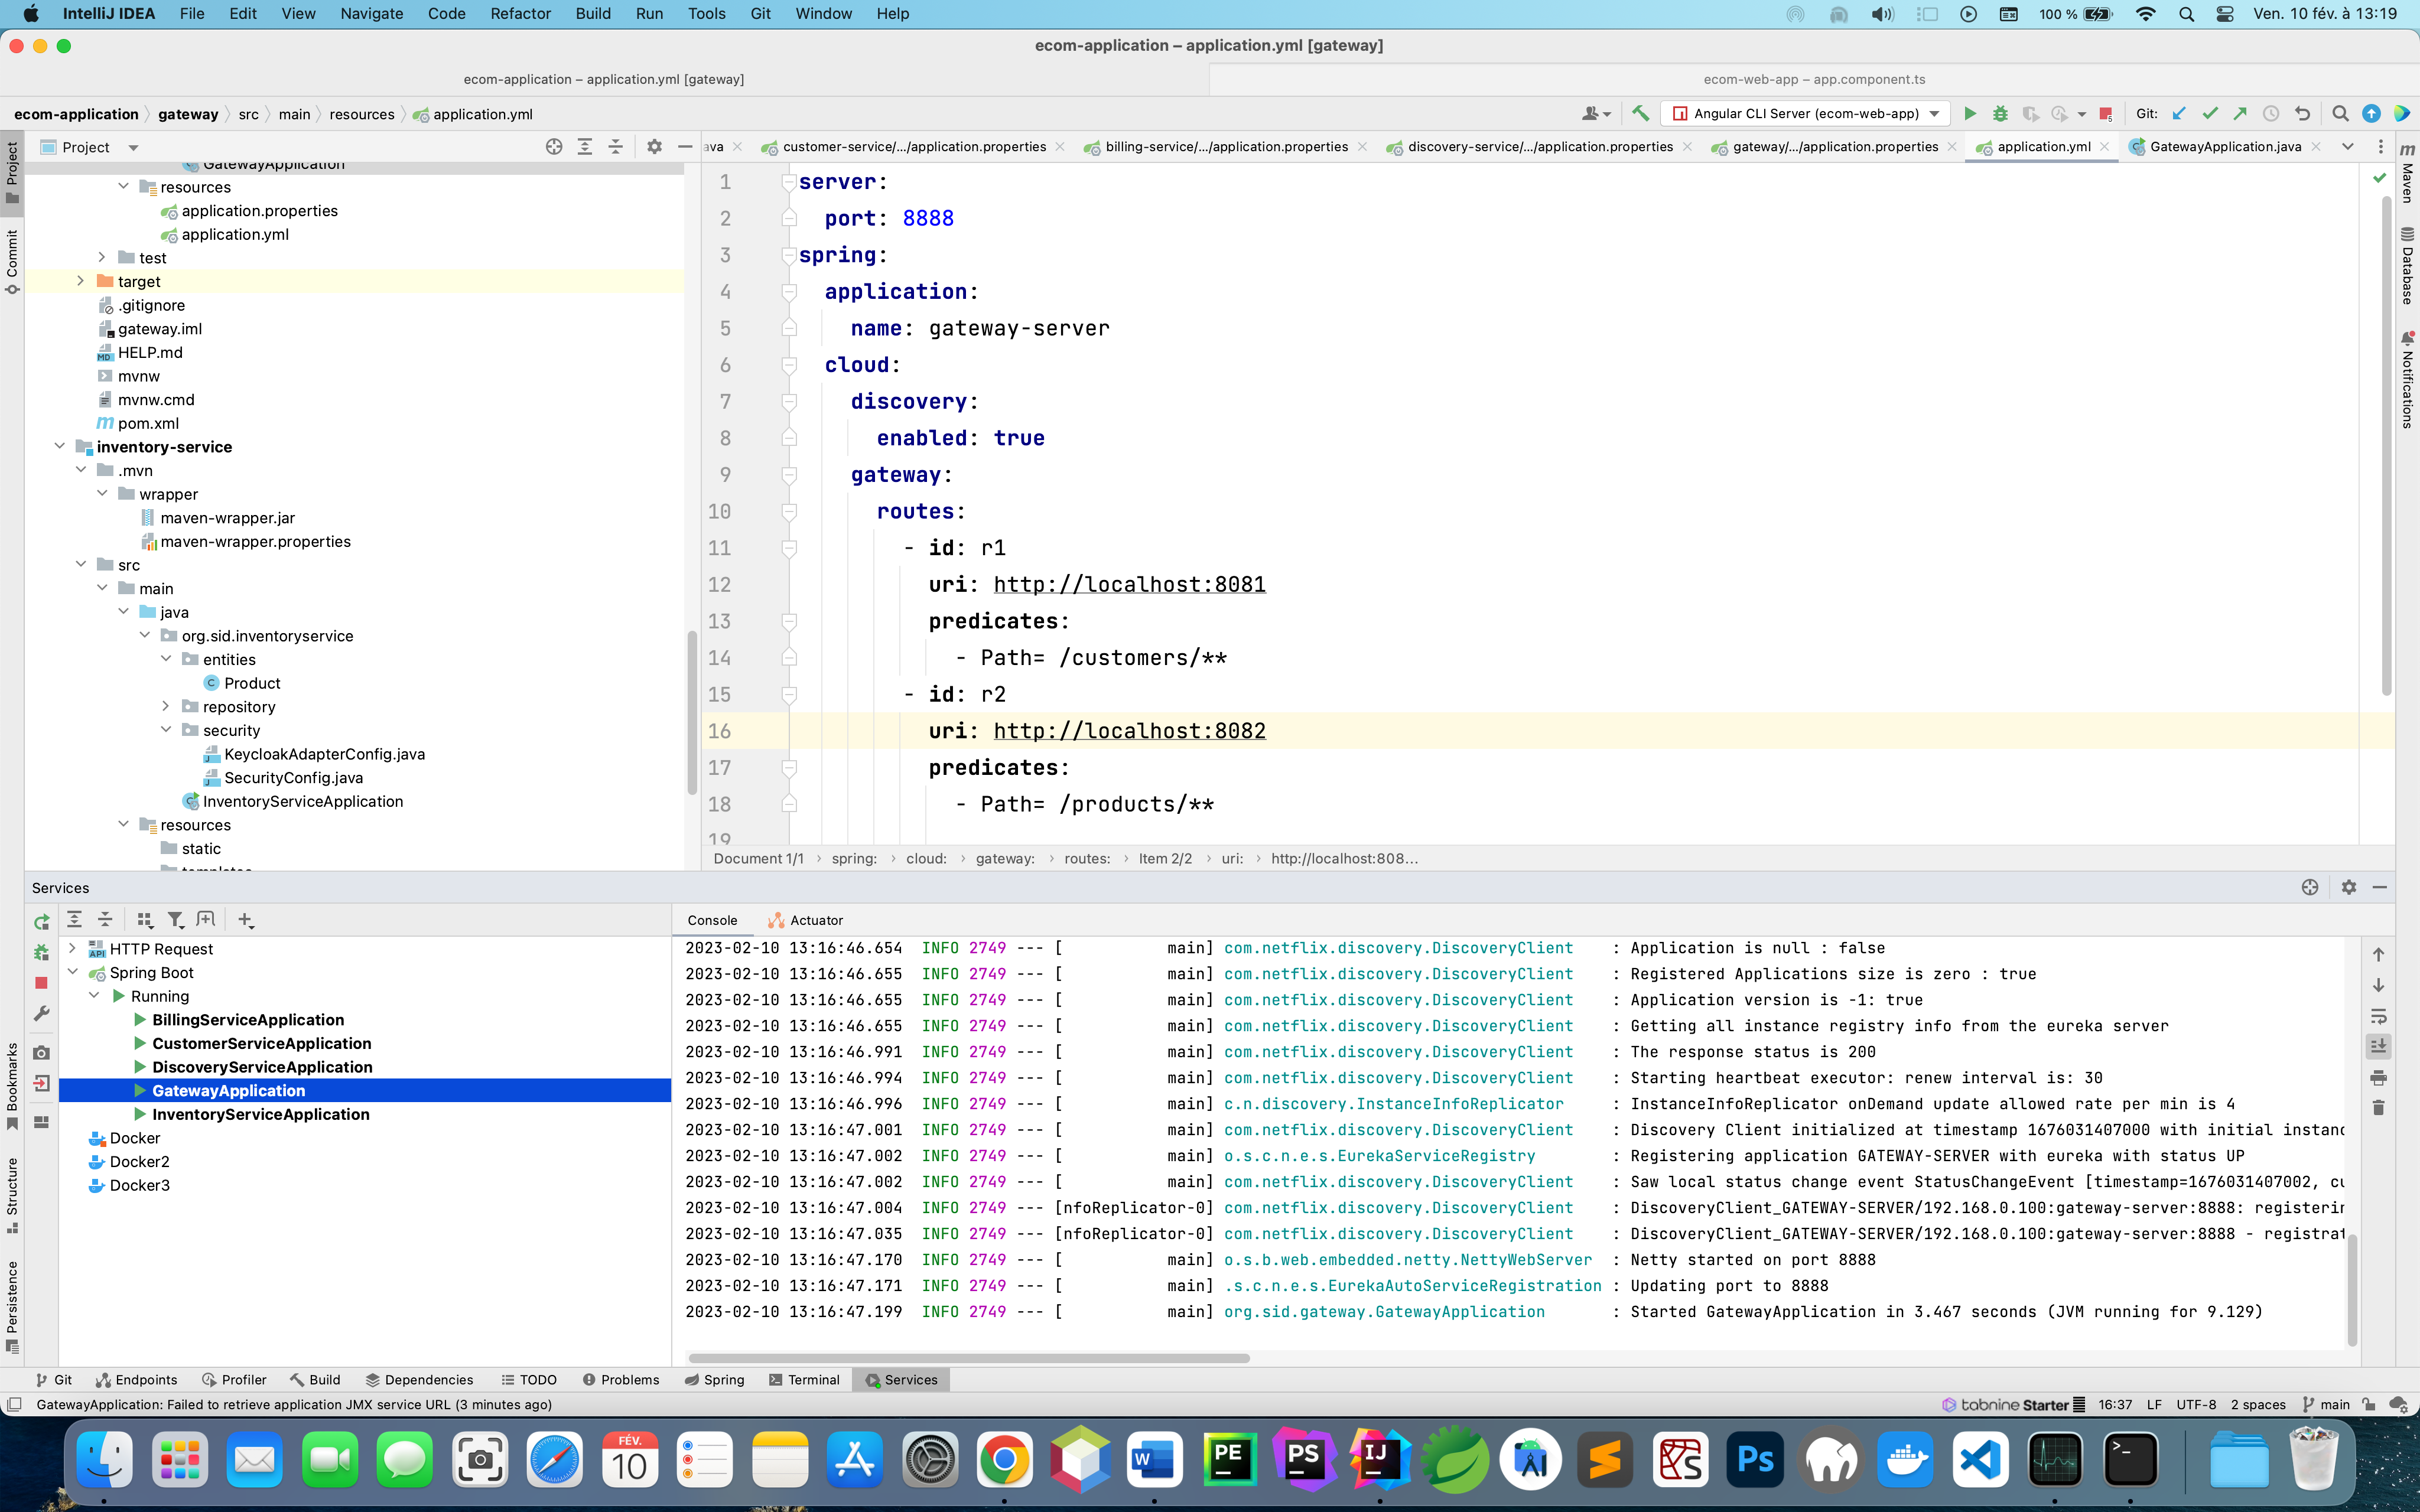 IntelliJ IDEA File Edit View Navigate Code Refactor Build Run Tools Git Window Help 100 % Ven. 10 fév. à 13:19
ecom-application – application.yml [gateway]
ecom-application – application.yml [gateway] ecom-web-app – app.component.ts
ecom-application gateway src main resources application.yml Angular CLI Server (ecom-web-app) Git:
Project ava customer-service/.../application.properties billing-service/.../application.properties discovery-service/.../application.properties gateway/.../application.properties application.yml GatewayApplication.java
Project
Commit
Bookmarks
Structure
Persistence
Maven
Database
Notifications
GatewayApplication
resources
application.properties
application.yml
test
target
.gitignore
gateway.iml
HELP.md
mvnw
mvnw.cmd
pom.xml
inventory-service
.mvn
wrapper
maven-wrapper.jar
maven-wrapper.properties
src
main
java
org.sid.inventoryservice
entities
Product
repository
security
KeycloakAdapterConfig.java
SecurityConfig.java
InventoryServiceApplication
resources
static
templates
1 server:
2 port: 8888
3 spring:
4 application:
5 name: gateway-server
6 cloud:
7 discovery:
8 enabled: true
9 gateway:
10 routes:
11 - id: r1
12 uri: http://localhost:8081
13 predicates:
14 - Path= /customers/**
15 - id: r2
16 uri: http://localhost:8082
17 predicates:
18 - Path= /products/**
19
Document 1/1 › spring: › cloud: › gateway: › routes: › Item 2/2 › uri: › http://localhost:808...
Services
Console Actuator
HTTP Request
Spring Boot
Running
BillingServiceApplication
CustomerServiceApplication
DiscoveryServiceApplication
GatewayApplication
InventoryServiceApplication
Docker
Docker2
Docker3
2023-02-10 13:16:46.654 INFO 2749 --- [ main] com.netflix.discovery.DiscoveryClient : Application is null : false
2023-02-10 13:16:46.655 INFO 2749 --- [ main] com.netflix.discovery.DiscoveryClient : Registered Applications size is zero : true
2023-02-10 13:16:46.655 INFO 2749 --- [ main] com.netflix.discovery.DiscoveryClient : Application version is -1: true
2023-02-10 13:16:46.655 INFO 2749 --- [ main] com.netflix.discovery.DiscoveryClient : Getting all instance registry info from the eureka server
2023-02-10 13:16:46.991 INFO 2749 --- [ main] com.netflix.discovery.DiscoveryClient : The response status is 200
2023-02-10 13:16:46.994 INFO 2749 --- [ main] com.netflix.discovery.DiscoveryClient : Starting heartbeat executor: renew interval is: 30
2023-02-10 13:16:46.996 INFO 2749 --- [ main] c.n.discovery.InstanceInfoReplicator : InstanceInfoReplicator onDemand update allowed rate per min is 4
2023-02-10 13:16:47.001 INFO 2749 --- [ main] com.netflix.discovery.DiscoveryClient : Discovery Client initialized at timestamp 1676031407000 with initial instanc
2023-02-10 13:16:47.002 INFO 2749 --- [ main] o.s.c.n.e.s.EurekaServiceRegistry : Registering application GATEWAY-SERVER with eureka with status UP
2023-02-10 13:16:47.002 INFO 2749 --- [ main] com.netflix.discovery.DiscoveryClient : Saw local status change event StatusChangeEvent [timestamp=1676031407002, cu
2023-02-10 13:16:47.004 INFO 2749 --- [nfoReplicator-0] com.netflix.discovery.DiscoveryClient : DiscoveryClient_GATEWAY-SERVER/192.168.0.100:gateway-server:8888: registerin
2023-02-10 13:16:47.035 INFO 2749 --- [nfoReplicator-0] com.netflix.discovery.DiscoveryClient : DiscoveryClient_GATEWAY-SERVER/192.168.0.100:gateway-server:8888 - registrat
2023-02-10 13:16:47.170 INFO 2749 --- [ main] o.s.b.web.embedded.netty.NettyWebServer : Netty started on port 8888
2023-02-10 13:16:47.171 INFO 2749 --- [ main] .s.c.n.e.s.EurekaAutoServiceRegistration : Updating port to 8888
2023-02-10 13:16:47.199 INFO 2749 --- [ main] org.sid.gateway.GatewayApplication : Started GatewayApplication in 3.467 seconds (JVM running for 9.129)
Git Endpoints Profiler Build Dependencies TODO Problems Spring Terminal Services
GatewayApplication: Failed to retrieve application JMX service URL (3 minutes ago) tabnine Starter 16:37 LF UTF-8 2 spaces main
FÉV.
10
W PE PS IJ Ps